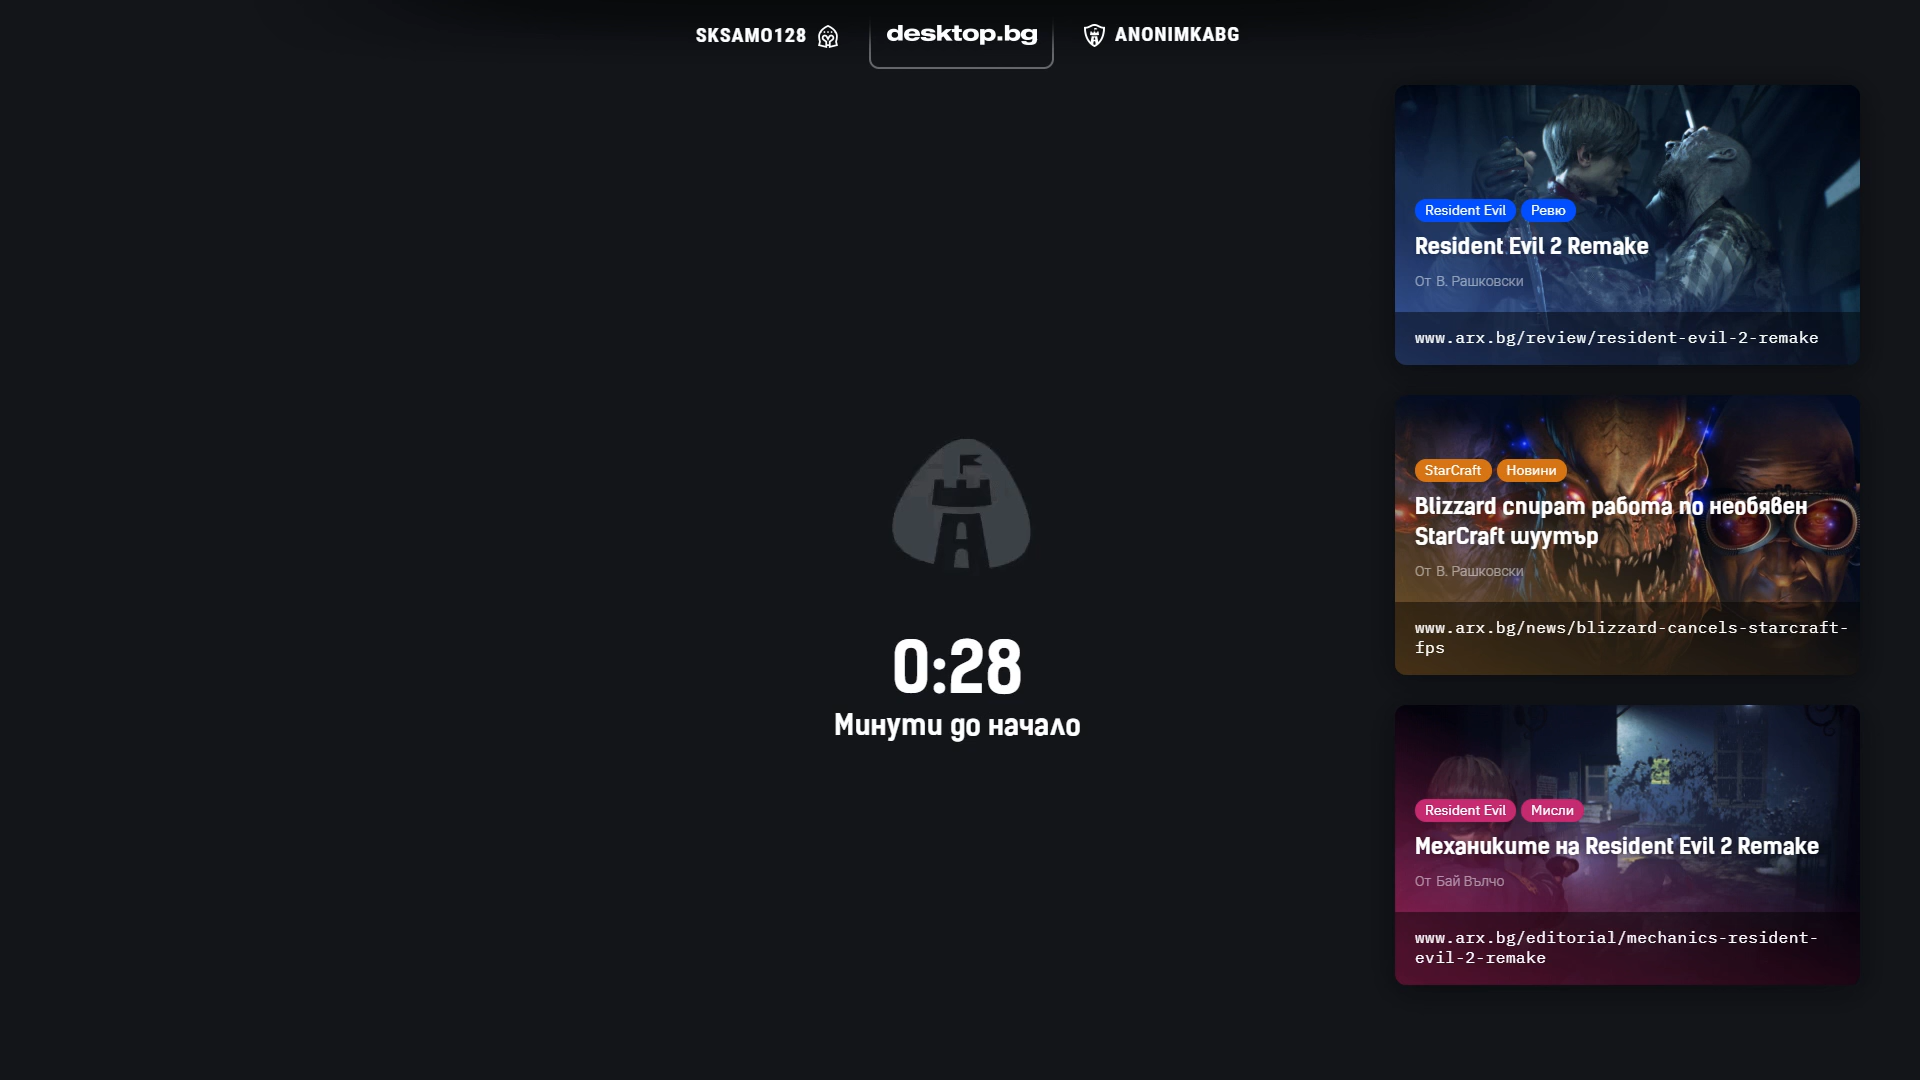 SKSAMO128
desktop.bg
ANONIMKABG
Resident Evil
Ревю
Resident Evil 2 Remake
От В. Рашковски
www.arx.bg/review/resident-evil-2-remake
StarCraft
Новини
Blizzard спират работа по необявен
StarCraft шуутър
От В. Рашковски
www.arx.bg/news/blizzard-cancels-starcraft-
fps
0:28
Минути до начало
Resident Evil
Мисли
Механиките на Resident Evil 2 Remake
От Бай Вълчо
www.arx.bg/editorial/mechanics-resident-
evil-2-remake